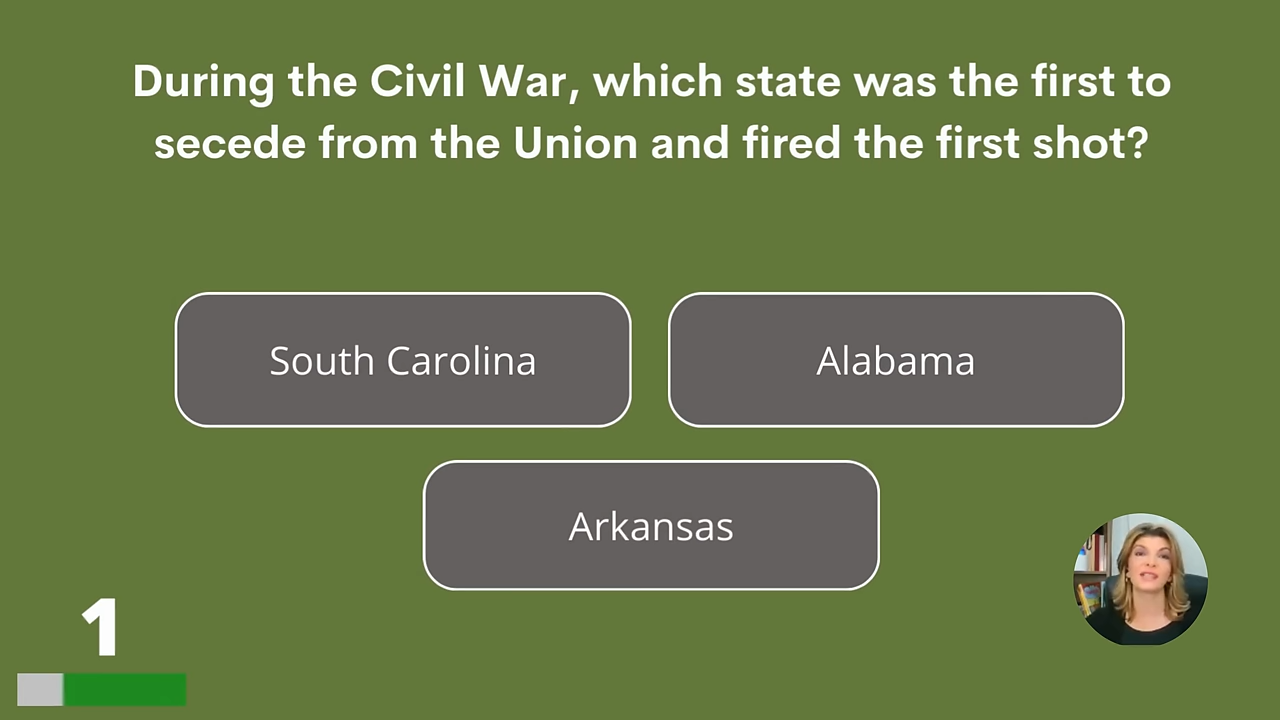 During the Civil War, which state was the first to
secede from the Union and fired the first shot?
South Carolina
Alabama
Arkansas
1